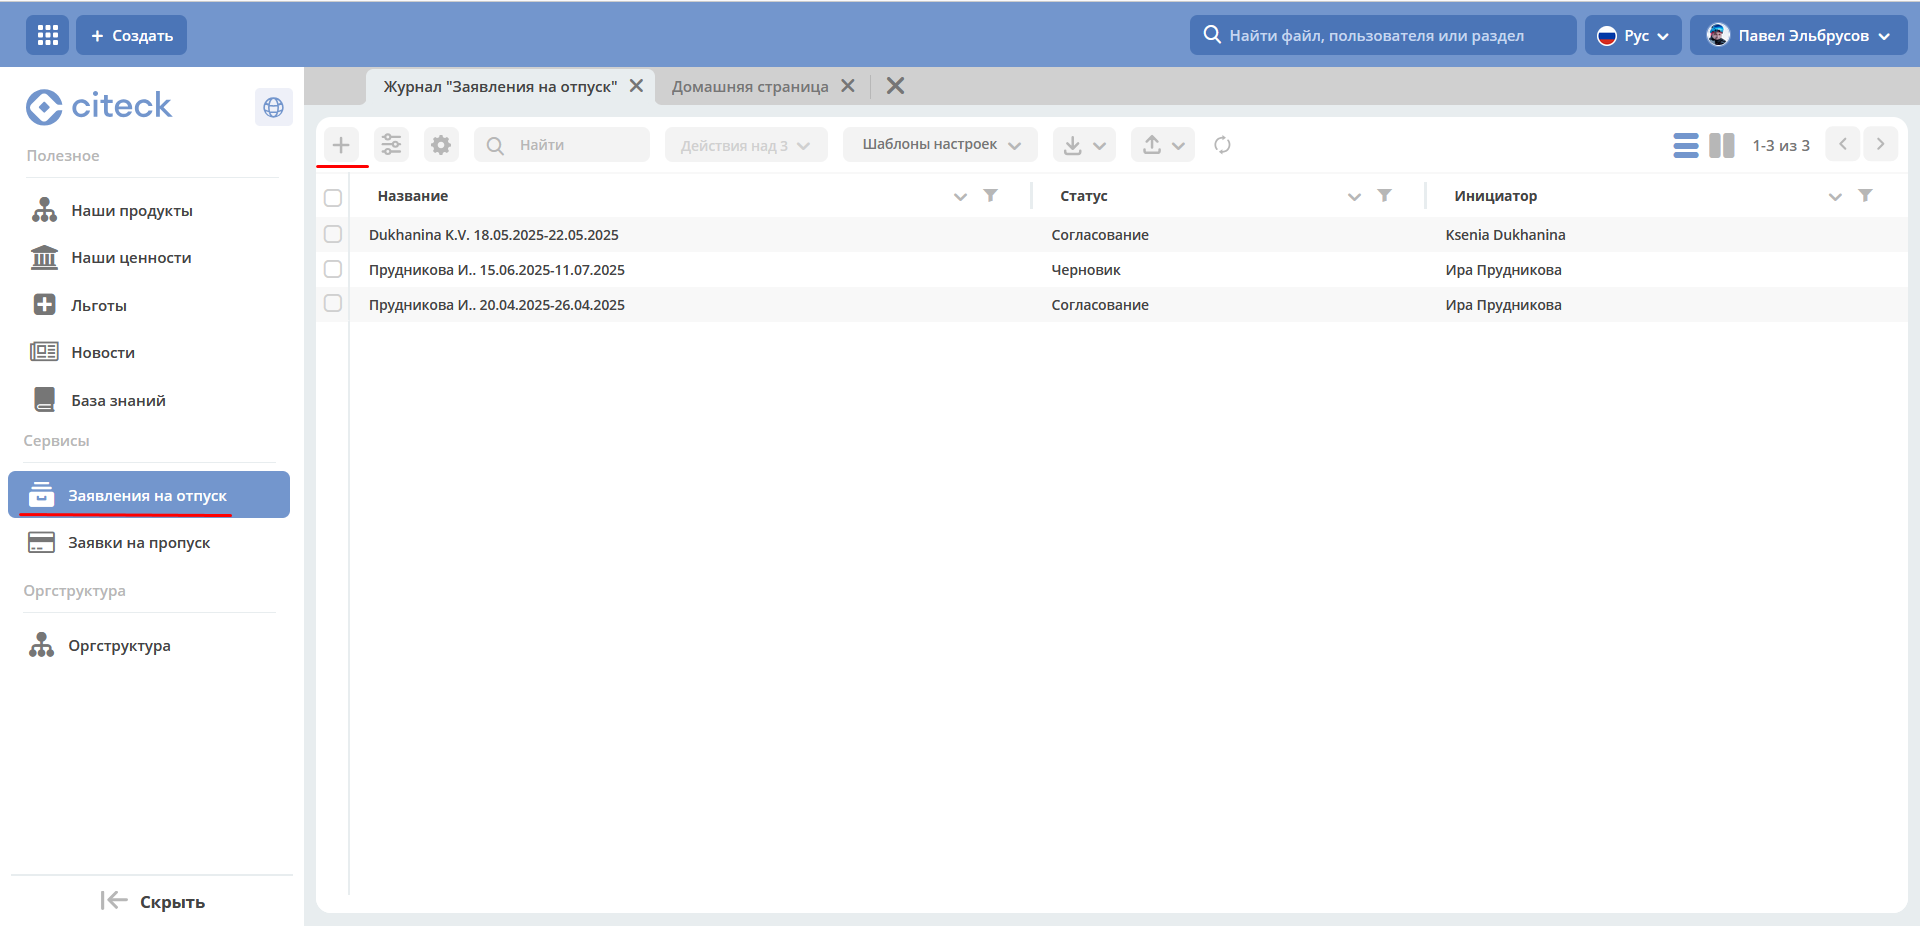 + Создать
Найти файл, пользователя или раздел
Рус
Павел Эльбрусов
citeck
Полезное
Наши продукты
Наши ценности
Льготы
Новости
База знаний
Сервисы
Заявления на отпуск
Заявки на пропуск
Оргструктура
Оргструктура
Скрыть
Журнал "Заявления на отпуск"
Домашняя страница
Найти
Действия над 3
Шаблоны настроек
1-3 из 3
Название Статус Инициатор
Dukhanina K.V. 18.05.2025-22.05.2025 Согласование Ksenia Dukhanina
Прудникова И.. 15.06.2025-11.07.2025 Черновик Ира Прудникова
Прудникова И.. 20.04.2025-26.04.2025 Согласование Ира Прудникова